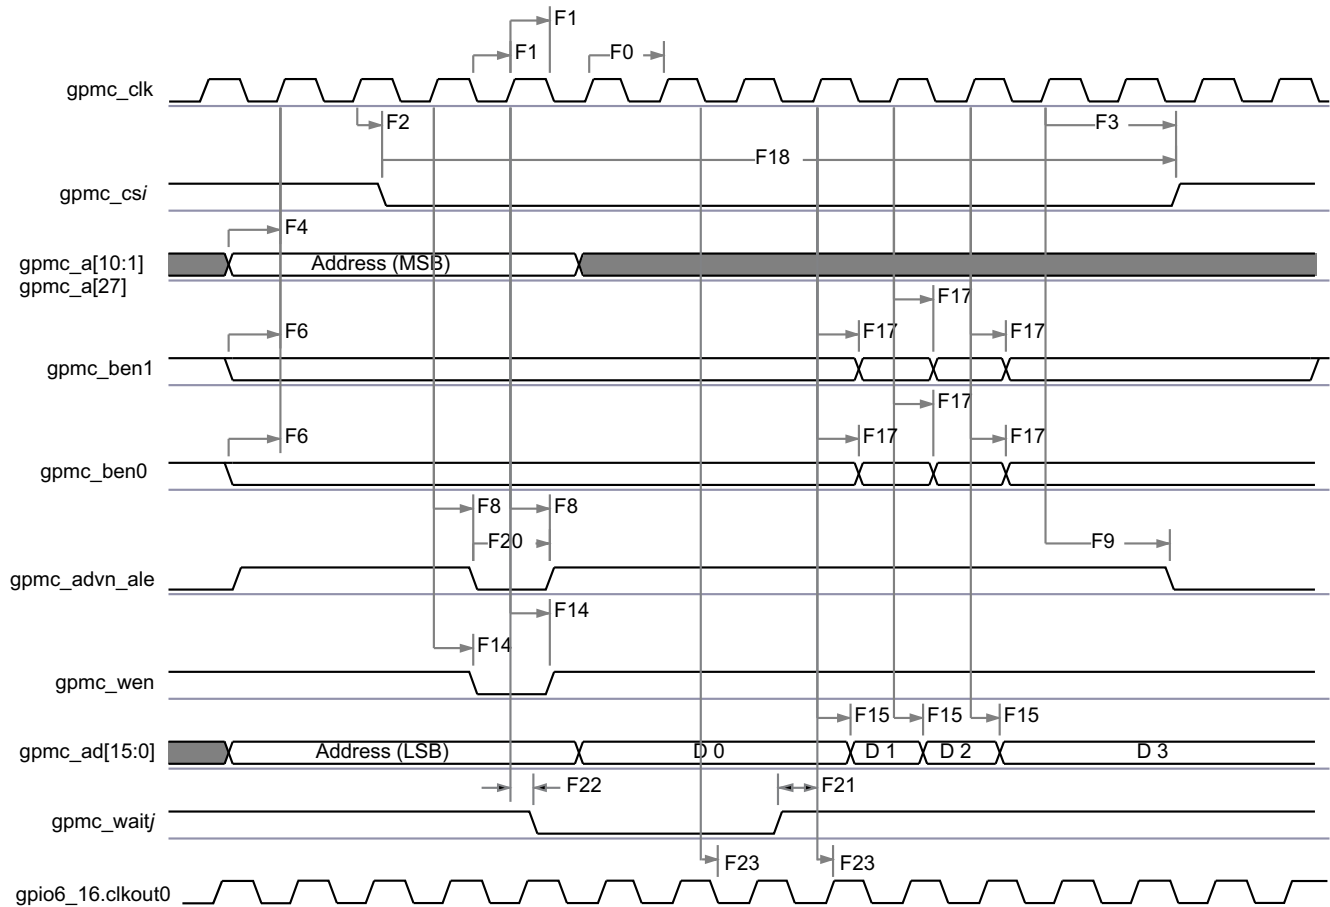 F1
F1
F0
gpmc_clk
F2
F3
F18
gpmc_csi
F4
gpmc_a[10:1]
Address (MSB)
gpmc_a[27]
F17
F6
F17
F17
gpmc_ben1
F17
F6
F17
F17
gpmc_ben0
F8
F8
F20
F9
gpmc_advn_ale
F14
F14
gpmc_wen
F15
F15
F15
gpmc_ad[15:0]
Address (LSB)
D 0
D 1
D 2
D 3
F22
F21
gpmc_waitj
F23
F23
gpio6_16.clkout0